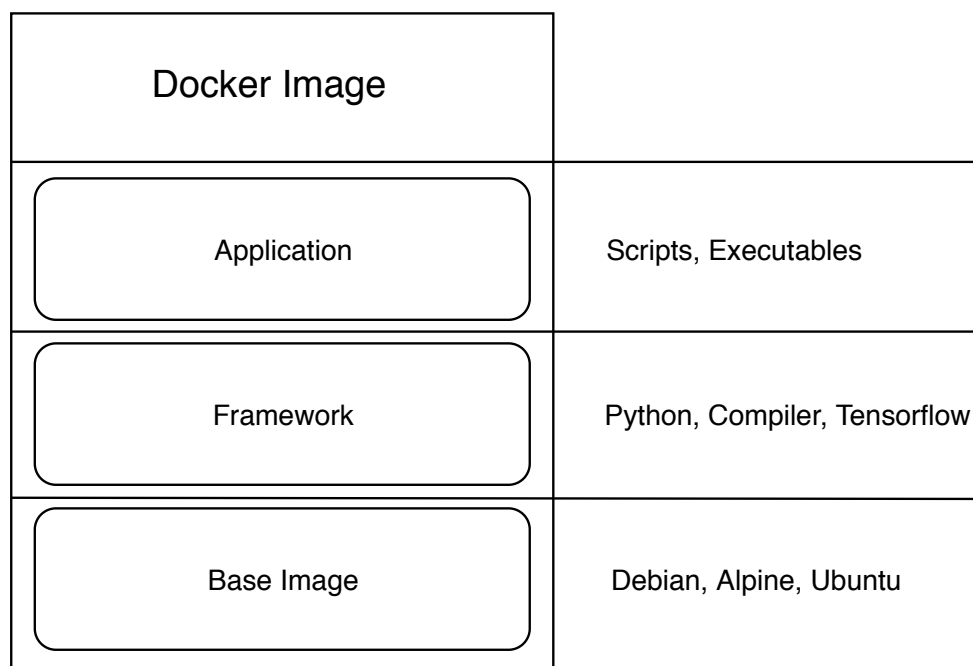 Docker Image
Application
Scripts, Executables
Framework
Python, Compiler, Tensorflow
Base Image
Debian, Alpine, Ubuntu